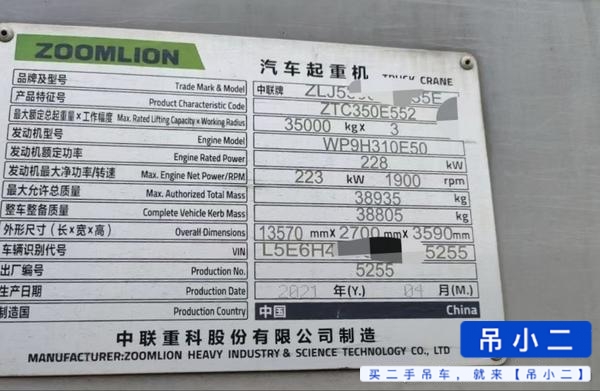 ZOOMLION
汽车起重机 TRUCK CRANE
品牌及型号 Trade Mark & Model 中联牌 ZLJ5 35E
产品特征号 Product Characteristic Code ZTC350E552
最大额定总起重量×工作幅度 Max. Rated Lifting Capacity × Working Radius 35000 kg× 3
发动机型号 Engine Model WP9H310E50
发动机额定功率 Engine Rated Power 228 kW
发动机最大净功率/转速 Max. Engine Net Power/RPM 223 kW 1900 rpm
最大允许总质量 Max. Authorized Total Mass 38935 kg
整车整备质量 Complete Vehicle Kerb Mass 38805 kg
外形尺寸（长×宽×高） Overall Dimensions 13570 mm× 2700 mm× 3590 mm
车辆识别代号 VIN L5E6H4 5255
出厂编号 Production No. 5255
生产日期 Production Date 2021 年(Y.) 04 月(M.)
制造国 Production Country 中国 China
中联重科股份有限公司制造
MANUFACTURER:ZOOMLION HEAVY INDUSTRY & SCIENCE TECHNOLOGY CO., LTD
吊小二
买二手吊车，就来【吊小二】